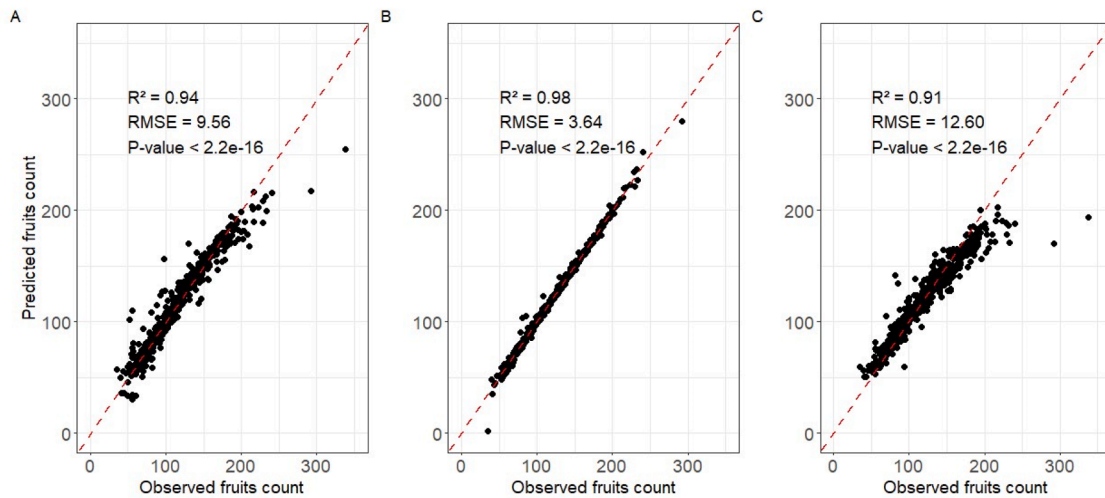 A
B
C
R² = 0.94
RMSE = 9.56
P-value < 2.2e-16
R² = 0.98
RMSE = 3.64
P-value < 2.2e-16
R² = 0.91
RMSE = 12.60
P-value < 2.2e-16
Predicted fruits count
300
200
100
0
300
200
100
0
300
200
100
0
0 100 200 300
0 100 200 300
0 100 200 300
Observed fruits count
Observed fruits count
Observed fruits count